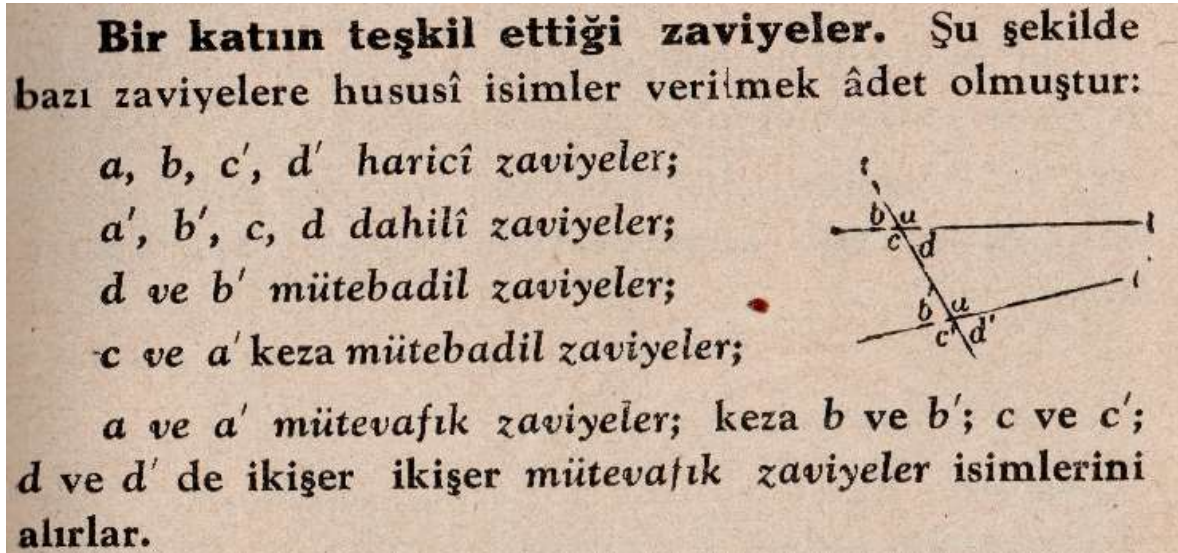 Bir katıın teşkil ettiği zaviyeler. Şu şekilde
bazı zaviyelere hususî isimler verilmek âdet olmuştur:
a, b, c', d' haricî zaviyeler;
a', b', c, d dahilî zaviyeler;
d ve b' mütebadil zaviyeler;
c ve a' keza mütebadil zaviyeler;
b a
c d
b' a
c' d'
a ve a' mütevafık zaviyeler; keza b ve b'; c ve c';
d ve d' de ikişer ikişer mütevafık zaviyeler isimlerini
alırlar.